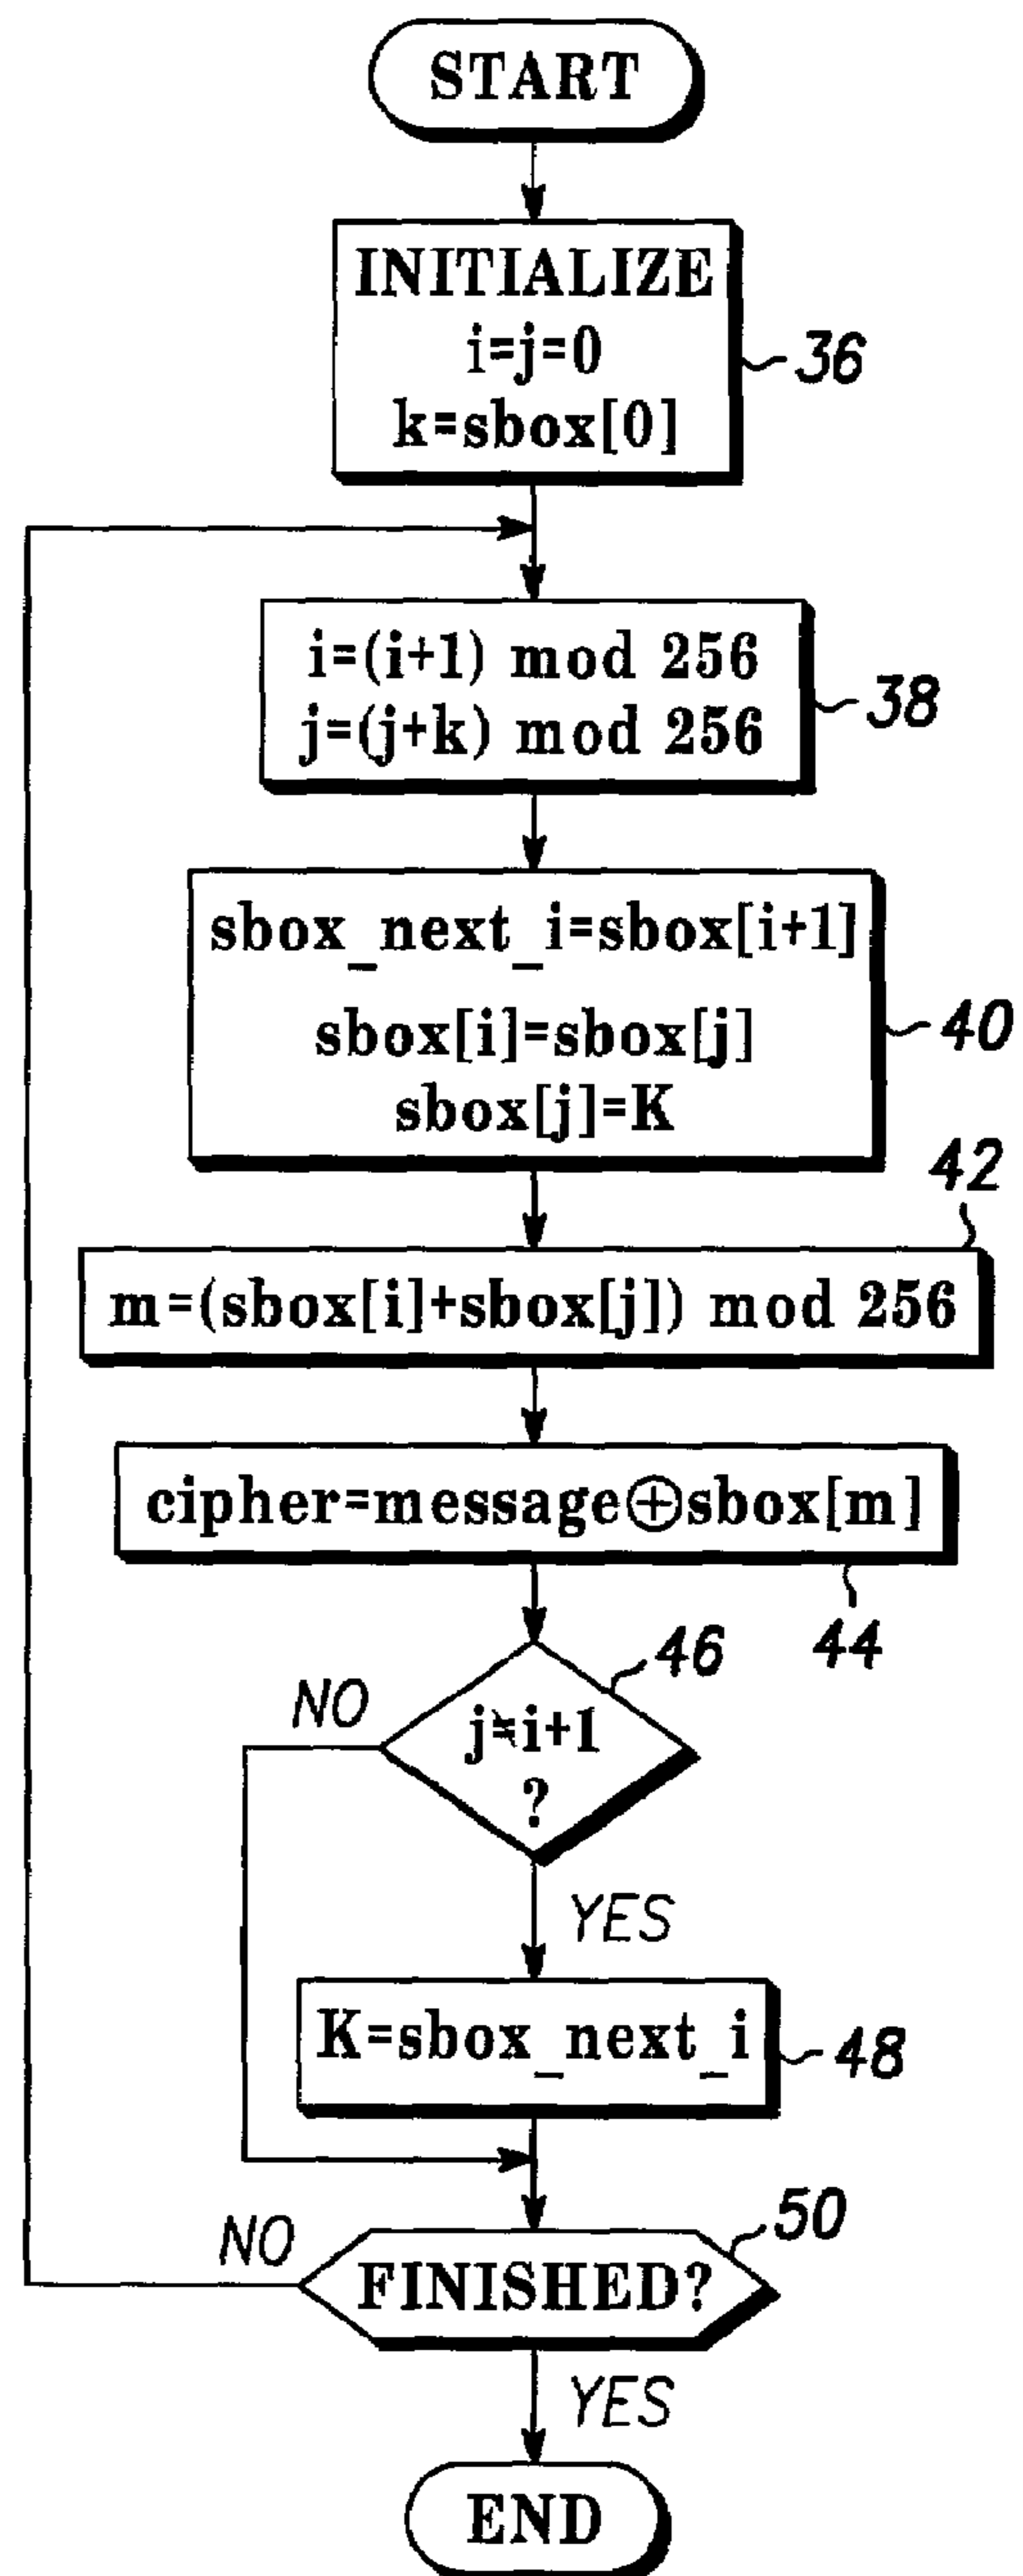 START
INITIALIZE
i=j=0
k=sbox[0]
36
i=(i+1) mod 256
j=(j+k) mod 256
38
sbox_next_i=sbox[i+1]
sbox[i]=sbox[j]
sbox[j]=K
40
42
m=(sbox[i]+sbox[j]) mod 256
cipher=message⊕sbox[m]
44
46
NO
j≠i+1
?
YES
K=sbox_next_i
48
50
NO
FINISHED?
YES
END